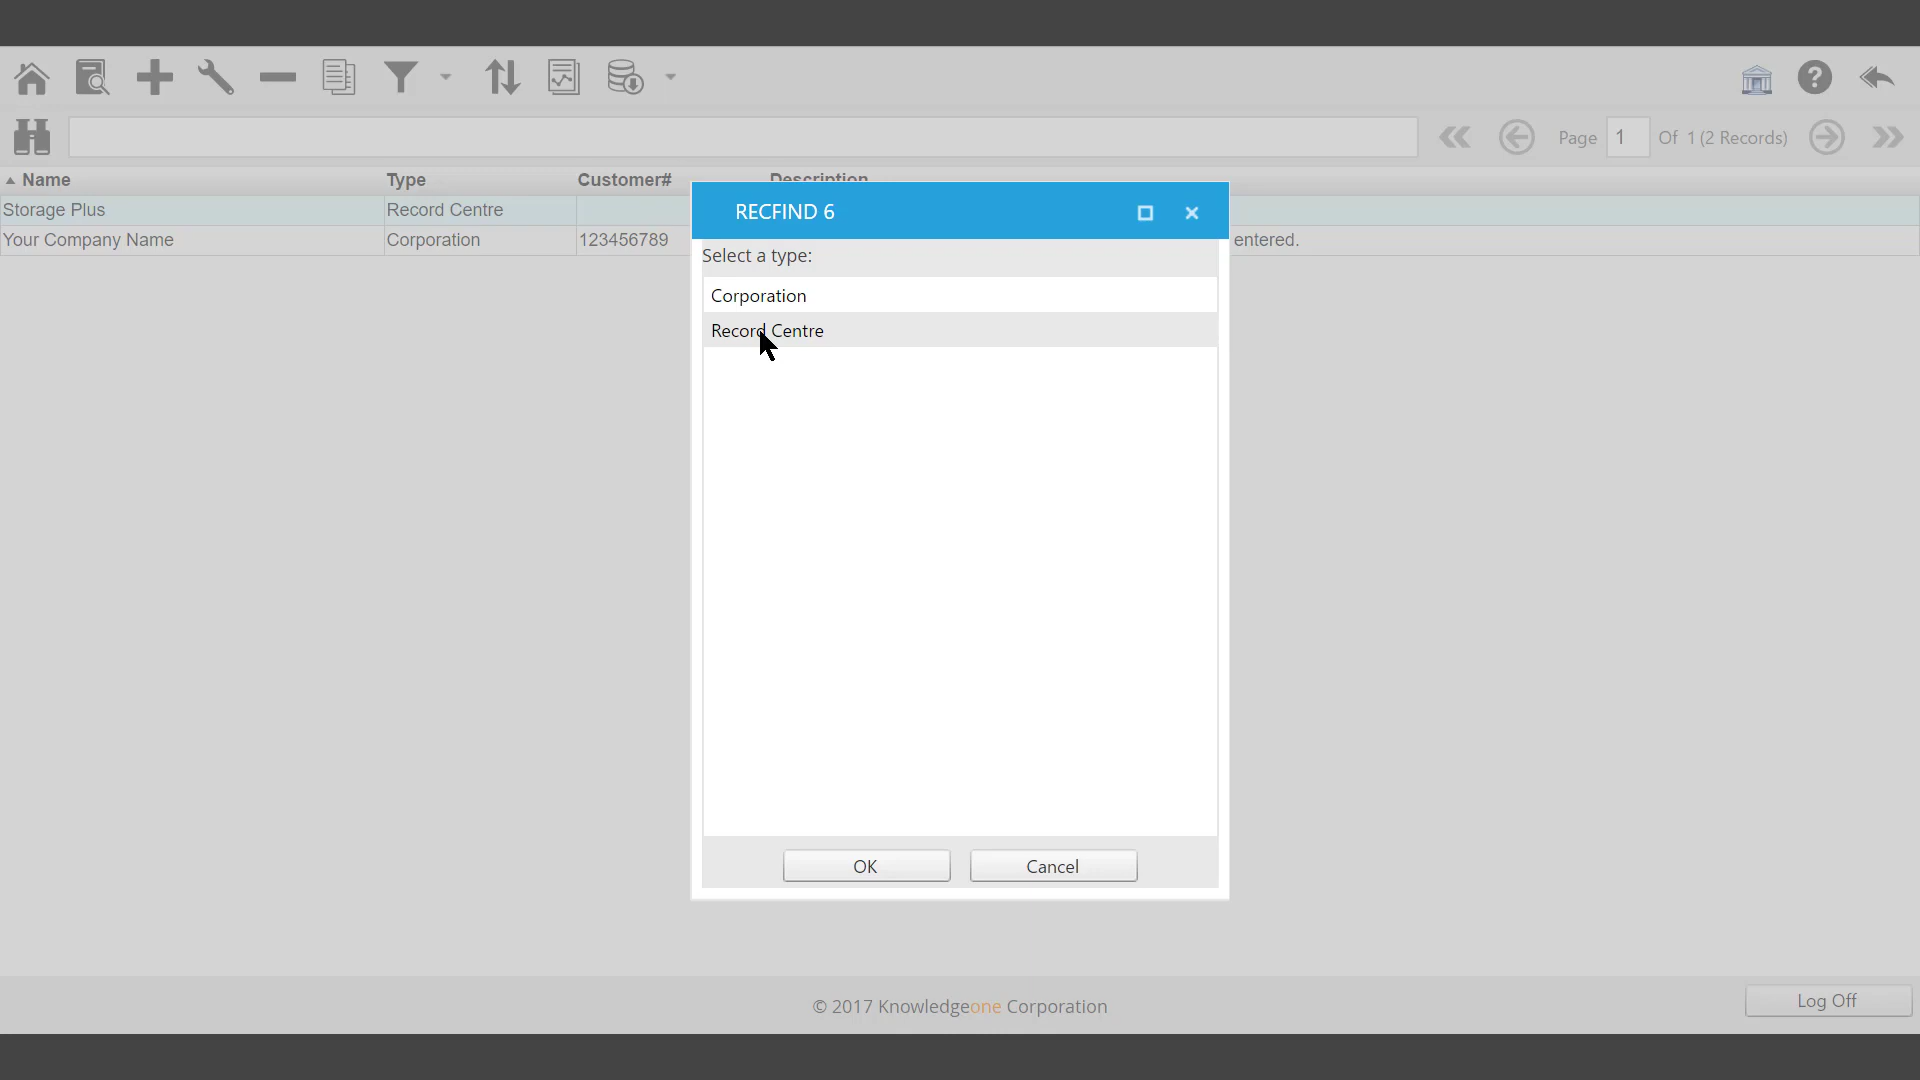 Page 1 Of 1 (2 Records)
Name Type Customer# Description
Storage Plus Record Centre
Your Company Name Corporation 123456789 entered.
RECFIND 6
Select a type:
Corporation
Record Centre
OK Cancel
© 2017 Knowledgeone Corporation
Log Off